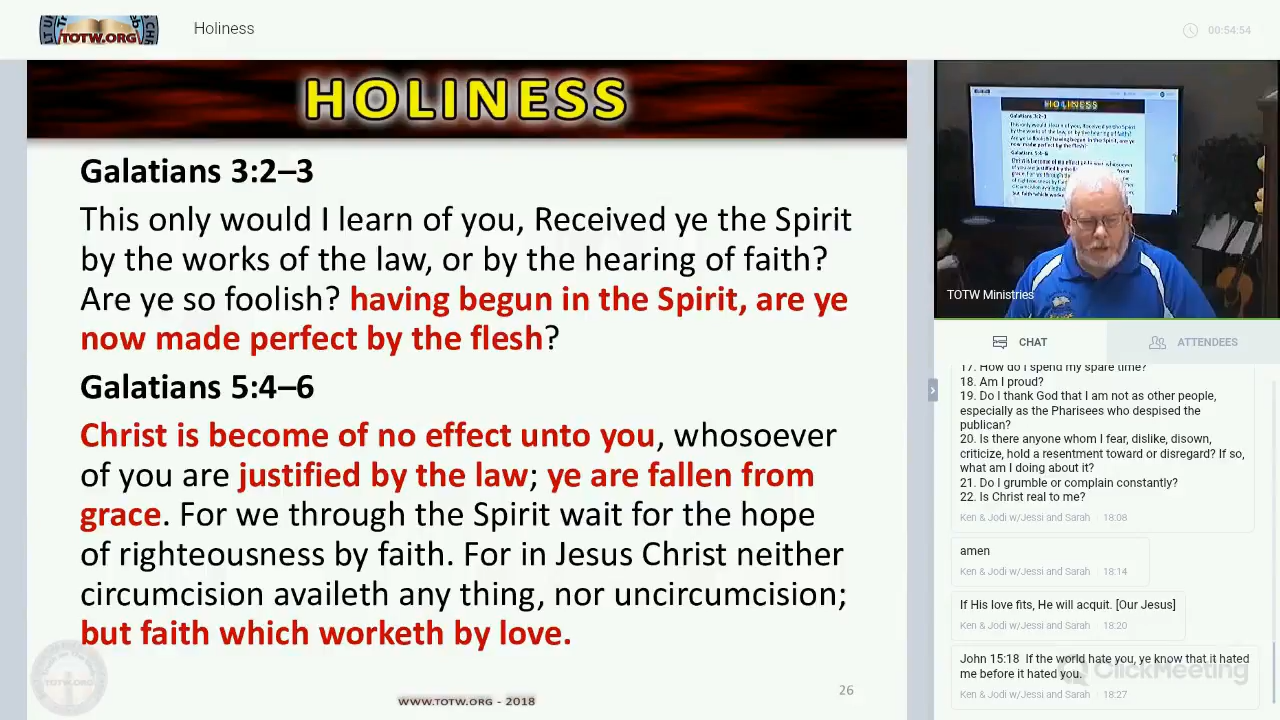 TOTW.ORG
Holiness
00:54:54
HOLINESS
Galatians 3:2–3
This only would I learn of you, Received ye the Spirit
by the works of the law, or by the hearing of faith?
Are ye so foolish? having begun in the Spirit, are ye
now made perfect by the flesh?
Galatians 5:4–6
Christ is become of no effect unto you, whosoever
of you are justified by the law; ye are fallen from
grace. For we through the Spirit wait for the hope
of righteousness by faith. For in Jesus Christ neither
circumcision availeth any thing, nor uncircumcision;
but faith which worketh by love.
WWW.TOTW.ORG - 2018
26
HOLINESS
Galatians 3:2–3
TOTW Ministries
CHAT
ATTENDEES
17. How do I spend my spare time?
18. Am I proud?
19. Do I thank God that I am not as other people,
especially as the Pharisees who despised the
publican?
20. Is there anyone whom I fear, dislike, disown,
criticize, hold a resentment toward or disregard? If so,
what am I doing about it?
21. Do I grumble or complain constantly?
22. Is Christ real to me?
Ken & Jodi w/Jessi and Sarah 18:08
amen
Ken & Jodi w/Jessi and Sarah 18:14
If His love fits, He will acquit. [Our Jesus]
Ken & Jodi w/Jessi and Sarah 18:20
John 15:18 If the world hate you, ye know that it hated
me before it hated you.
Ken & Jodi w/Jessi and Sarah 18:27
ClickMeeting